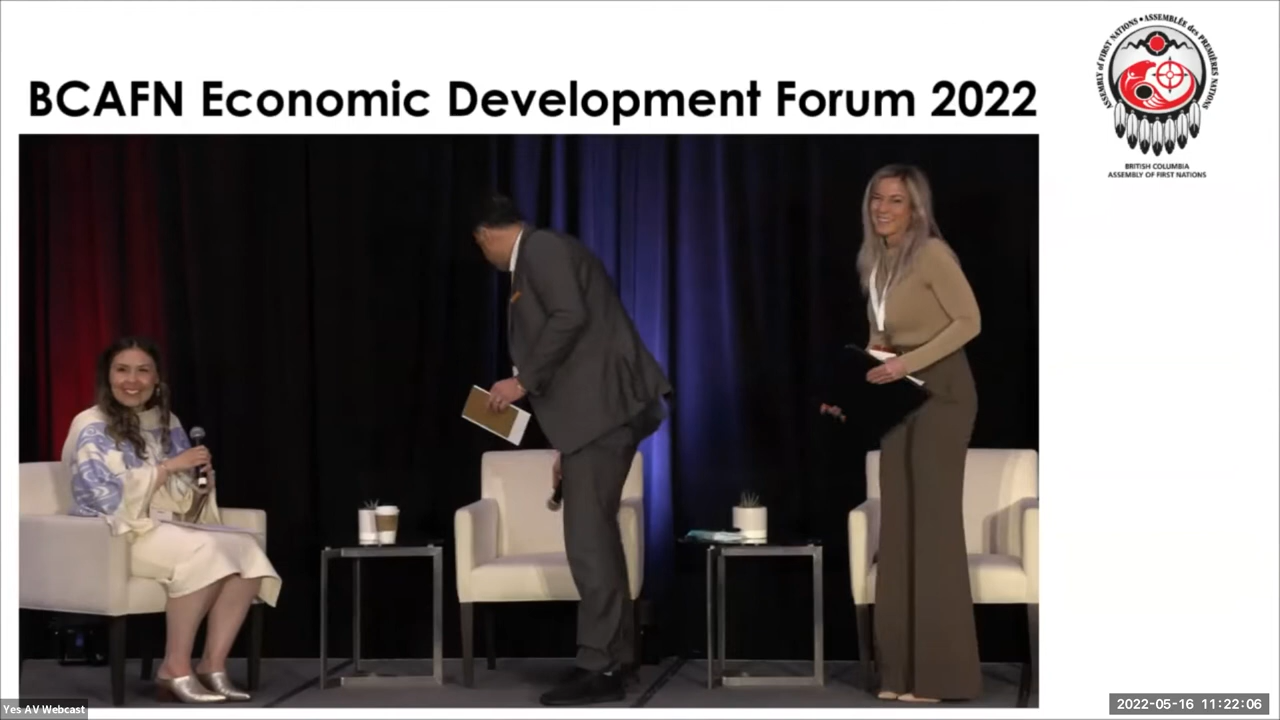 BCAFN Economic Development Forum 2022
ASSEMBLY of FIRST NATIONS • ASSEMBLÉE des PREMIÈRES NATIONS
BRITISH COLUMBIA
ASSEMBLY OF FIRST NATIONS
Yes AV Webcast
2022-05-16 11:22:06